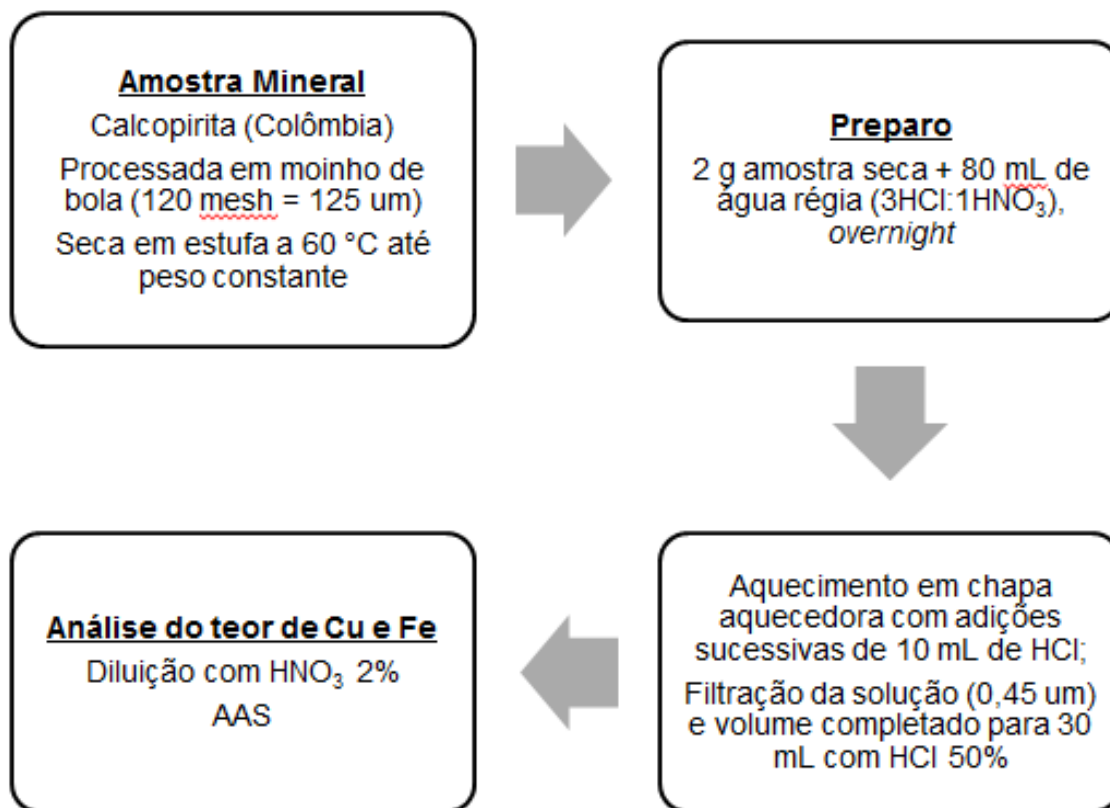 Amostra Mineral
Calcopirita (Colômbia)
Processada em moinho de
bola (120 mesh = 125 um)
Seca em estufa a 60 °C até
peso constante
Preparo
2 g amostra seca + 80 mL de
água régia (3HCl:1HNO₃),
overnight
Aquecimento em chapa
aquecedora com adições
sucessivas de 10 mL de HCl;
Filtração da solução (0,45 um)
e volume completado para 30
mL com HCl 50%
Análise do teor de Cu e Fe
Diluição com HNO₃ 2%
AAS